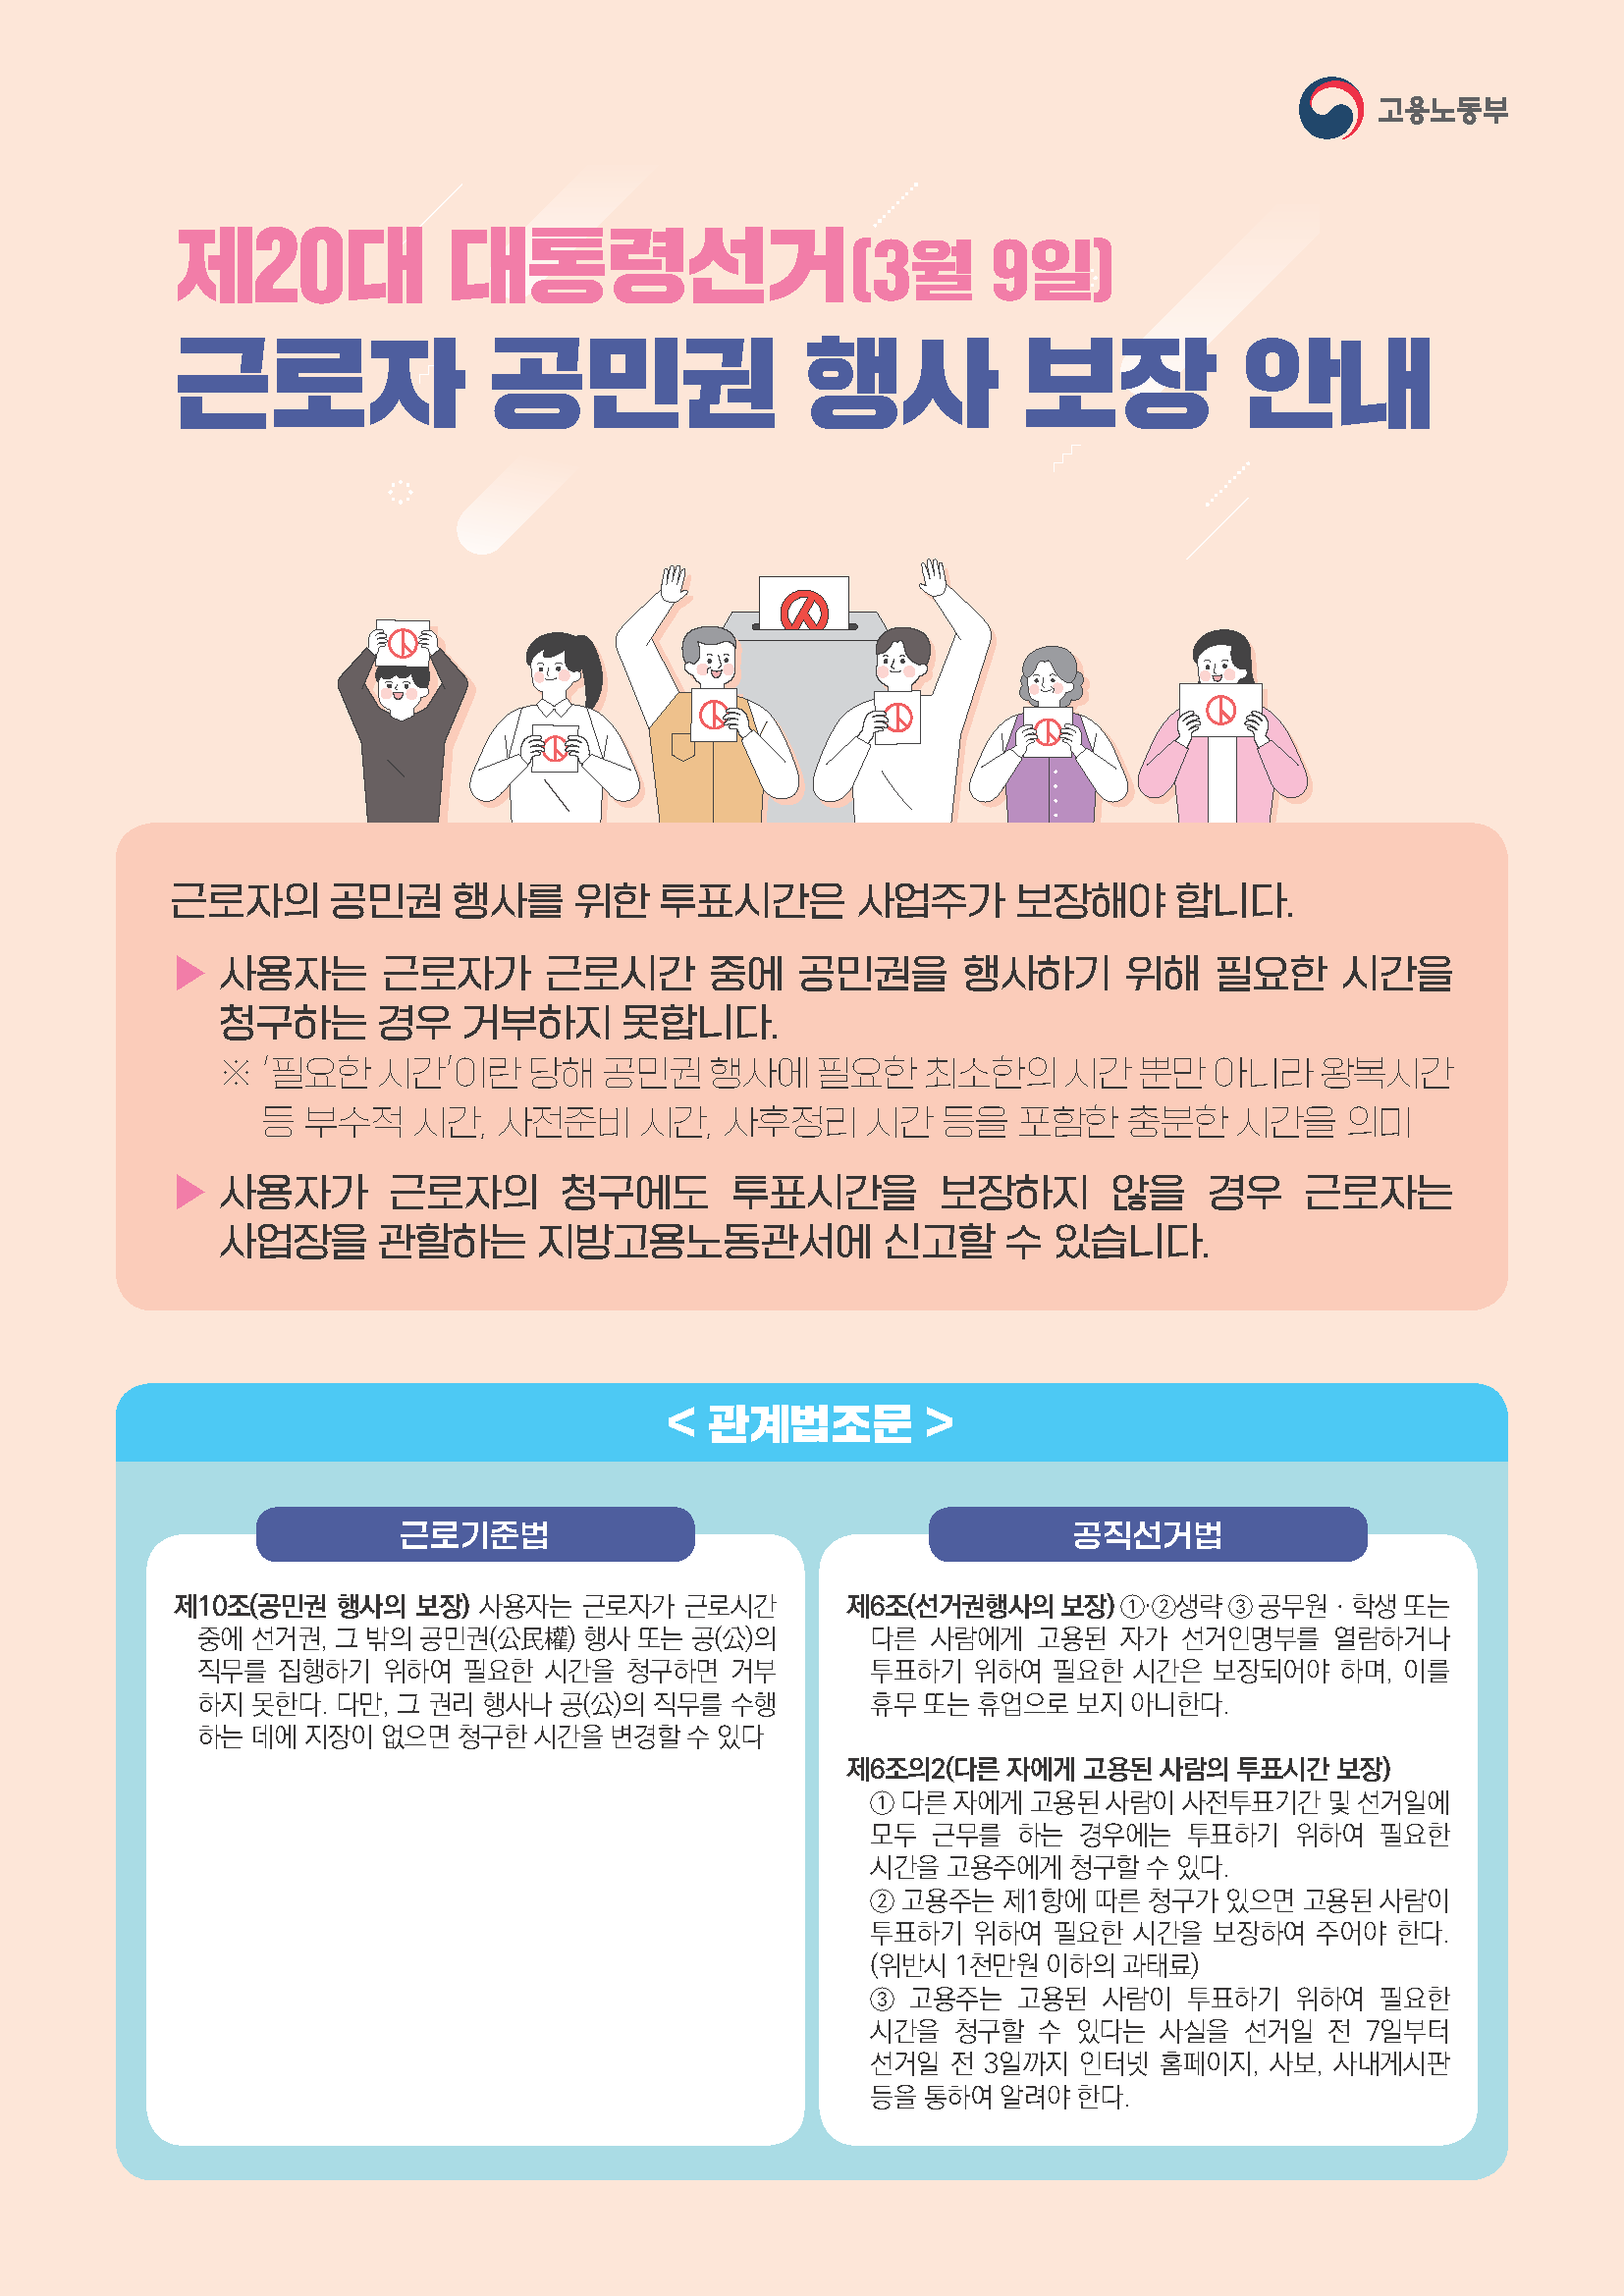 고용노동부
제20대 대통령선거(3월 9일)
근로자 공민권 행사 보장 안내
근로자의 공민권 행사를 위한 투표시간은 사업주가 보장해야 합니다.
▶ 사용자는 근로자가 근로시간 중에 공민권을 행사하기 위해 필요한 시간을
청구하는 경우 거부하지 못합니다.
※ '필요한 시간'이란 당해 공민권 행사에 필요한 최소한의 시간 뿐만 아니라 왕복시간
등 부수적 시간, 사전준비 시간, 사후정리 시간 등을 포함한 충분한 시간을 의미
▶ 사용자가 근로자의 청구에도 투표시간을 보장하지 않을 경우 근로자는
사업장을 관할하는 지방고용노동관서에 신고할 수 있습니다.
< 관계법조문 >
근로기준법
제10조(공민권 행사의 보장) 사용자는 근로자가 근로시간
중에 선거권, 그 밖의 공민권(公民權) 행사 또는 공(公)의
직무를 집행하기 위하여 필요한 시간을 청구하면 거부
하지 못한다. 다만, 그 권리 행사나 공(公)의 직무를 수행
하는 데에 지장이 없으면 청구한 시간을 변경할 수 있다
공직선거법
제6조(선거권행사의 보장) ①·②생략 ③ 공무원 · 학생 또는
다른 사람에게 고용된 자가 선거인명부를 열람하거나
투표하기 위하여 필요한 시간은 보장되어야 하며, 이를
휴무 또는 휴업으로 보지 아니한다.
제6조의2(다른 자에게 고용된 사람의 투표시간 보장)
① 다른 자에게 고용된 사람이 사전투표기간 및 선거일에
모두 근무를 하는 경우에는 투표하기 위하여 필요한
시간을 고용주에게 청구할 수 있다.
② 고용주는 제1항에 따른 청구가 있으면 고용된 사람이
투표하기 위하여 필요한 시간을 보장하여 주어야 한다.
(위반시 1천만원 이하의 과태료)
③ 고용주는 고용된 사람이 투표하기 위하여 필요한
시간을 청구할 수 있다는 사실을 선거일 전 7일부터
선거일 전 3일까지 인터넷 홈페이지, 사보, 사내게시판
등을 통하여 알려야 한다.